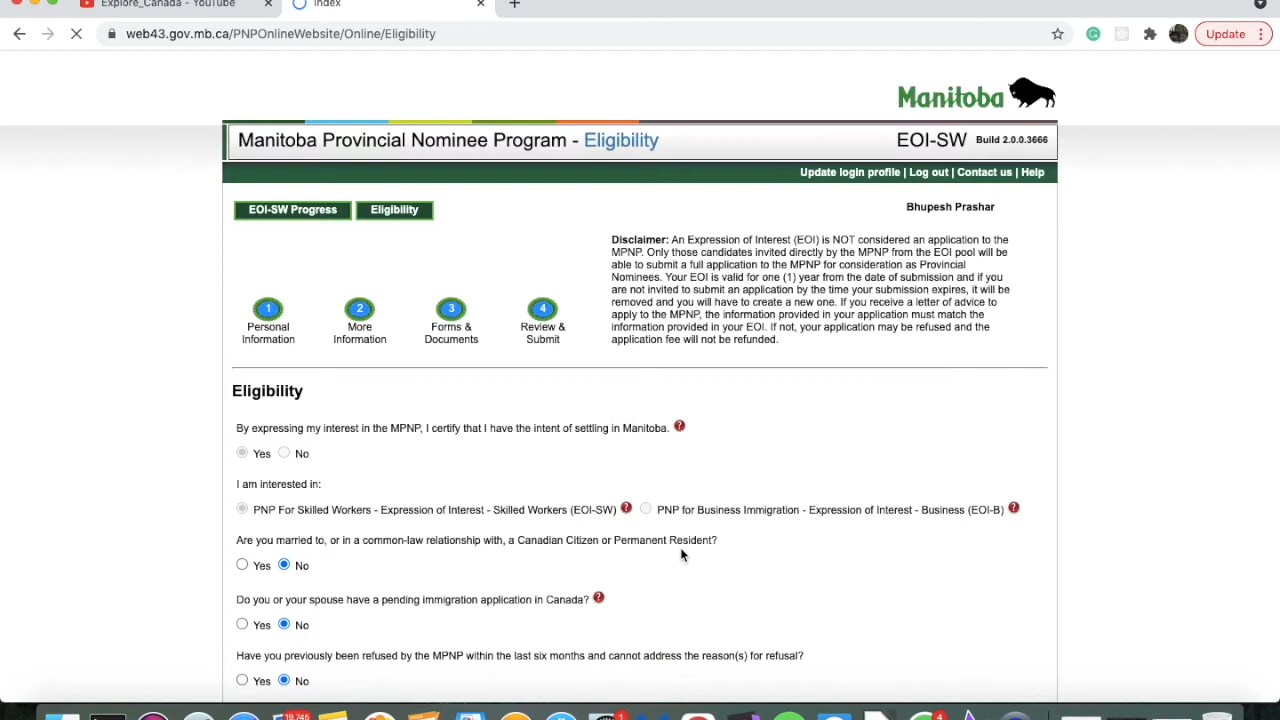 Explore_Canada - YouTube
Index
web43.gov.mb.ca/PNPOnlineWebsite/Online/Eligibility
Update
Manitoba
Manitoba Provincial Nominee Program - Eligibility
EOI-SW Build 2.0.0.3666
Update login profile | Log out | Contact us | Help
EOI-SW Progress
Eligibility
Bhupesh Prashar
Disclaimer: An Expression of Interest (EOI) is NOT considered an application to the
MPNP. Only those candidates invited directly by the MPNP from the EOI pool will be
able to submit a full application to the MPNP for consideration as Provincial
Nominees. Your EOI is valid for one (1) year from the date of submission and if you
are not invited to submit an application by the time your submission expires, it will be
removed and you will have to create a new one. If you receive a letter of advice to
apply to the MPNP, the information provided in your application must match the
information provided in your EOI. If not, your application may be refused and the
application fee will not be refunded.
1 2 3 4
Personal More Forms & Review &
Information Information Documents Submit
Eligibility
By expressing my interest in the MPNP, I certify that I have the intent of settling in Manitoba. ?
Yes No
I am interested in:
PNP For Skilled Workers - Expression of Interest - Skilled Workers (EOI-SW) ? PNP for Business Immigration - Expression of Interest - Business (EOI-B) ?
Are you married to, or in a common-law relationship with, a Canadian Citizen or Permanent Resident?
Yes No
Do you or your spouse have a pending immigration application in Canada? ?
Yes No
Have you previously been refused by the MPNP within the last six months and cannot address the reason(s) for refusal?
Yes No
19,745
1
4